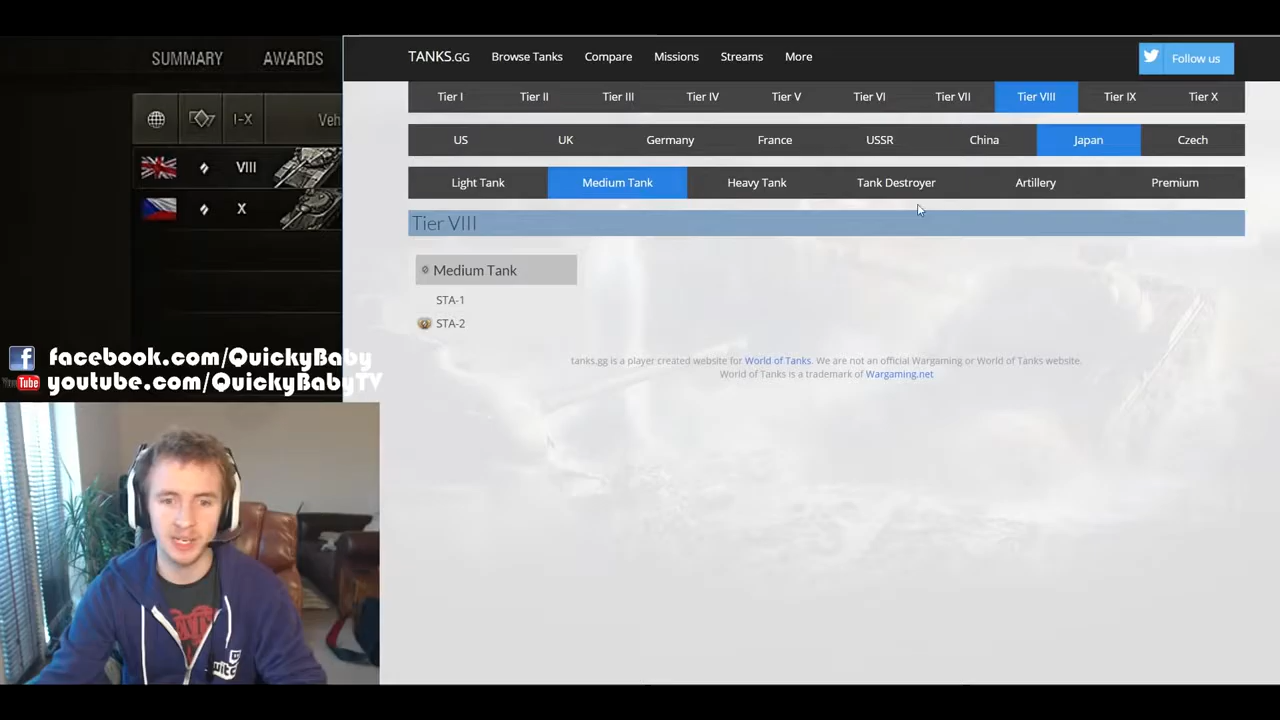 SUMMARY AWARDS
I-X Veh
VIII
X
TANKS.GG Browse Tanks Compare Missions Streams More Follow us
Tier I Tier II Tier III Tier IV Tier V Tier VI Tier VII Tier VIII Tier IX Tier X
US UK Germany France USSR China Japan Czech
Light Tank Medium Tank Heavy Tank Tank Destroyer Artillery Premium
Tier VIII
Medium Tank
STA-1
STA-2
tanks.gg is a player created website for World of Tanks. We are not an official Wargaming or World of Tanks website.
World of Tanks is a trademark of Wargaming.net
facebook.com/QuickyBaby
youtube.com/QuickyBabyTV